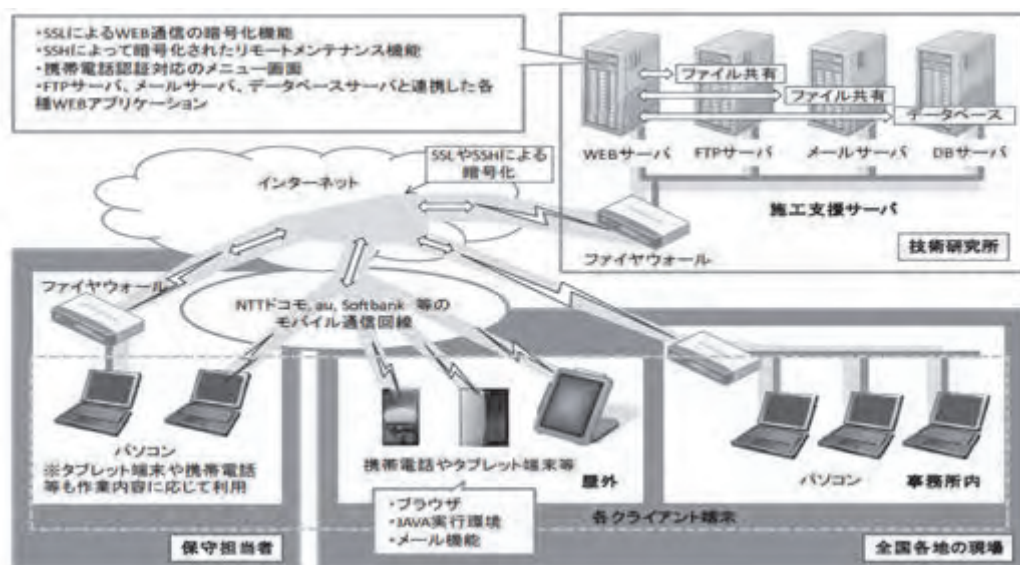 ・SSLによるWEB通信の暗号化機能
・SSHによって暗号化されたリモートメンテナンス機能
・携帯電話認証対応のメニュー画面
・FTPサーバ、メールサーバ、データベースサーバと連携した各
種WEBアプリケーション
ファイル共有
ファイル共有
データベース
WEBサーバ
FTPサーバ
メールサーバ
DBサーバ
施工支援サーバ
技術研究所
ファイヤウォール
SSLやSSHによる
暗号化
インターネット
ファイヤウォール
NTTドコモ, au, Softbank 等の
モバイル通信回線
パソコン
※タブレット端末や携帯電話
等も作業内容に応じて利用
保守担当者
携帯電話やタブレット端末等
屋外
・ブラウザ
・JAVA実行環境
・メール機能
パソコン
事務所内
各クライアント端末
全国各地の現場